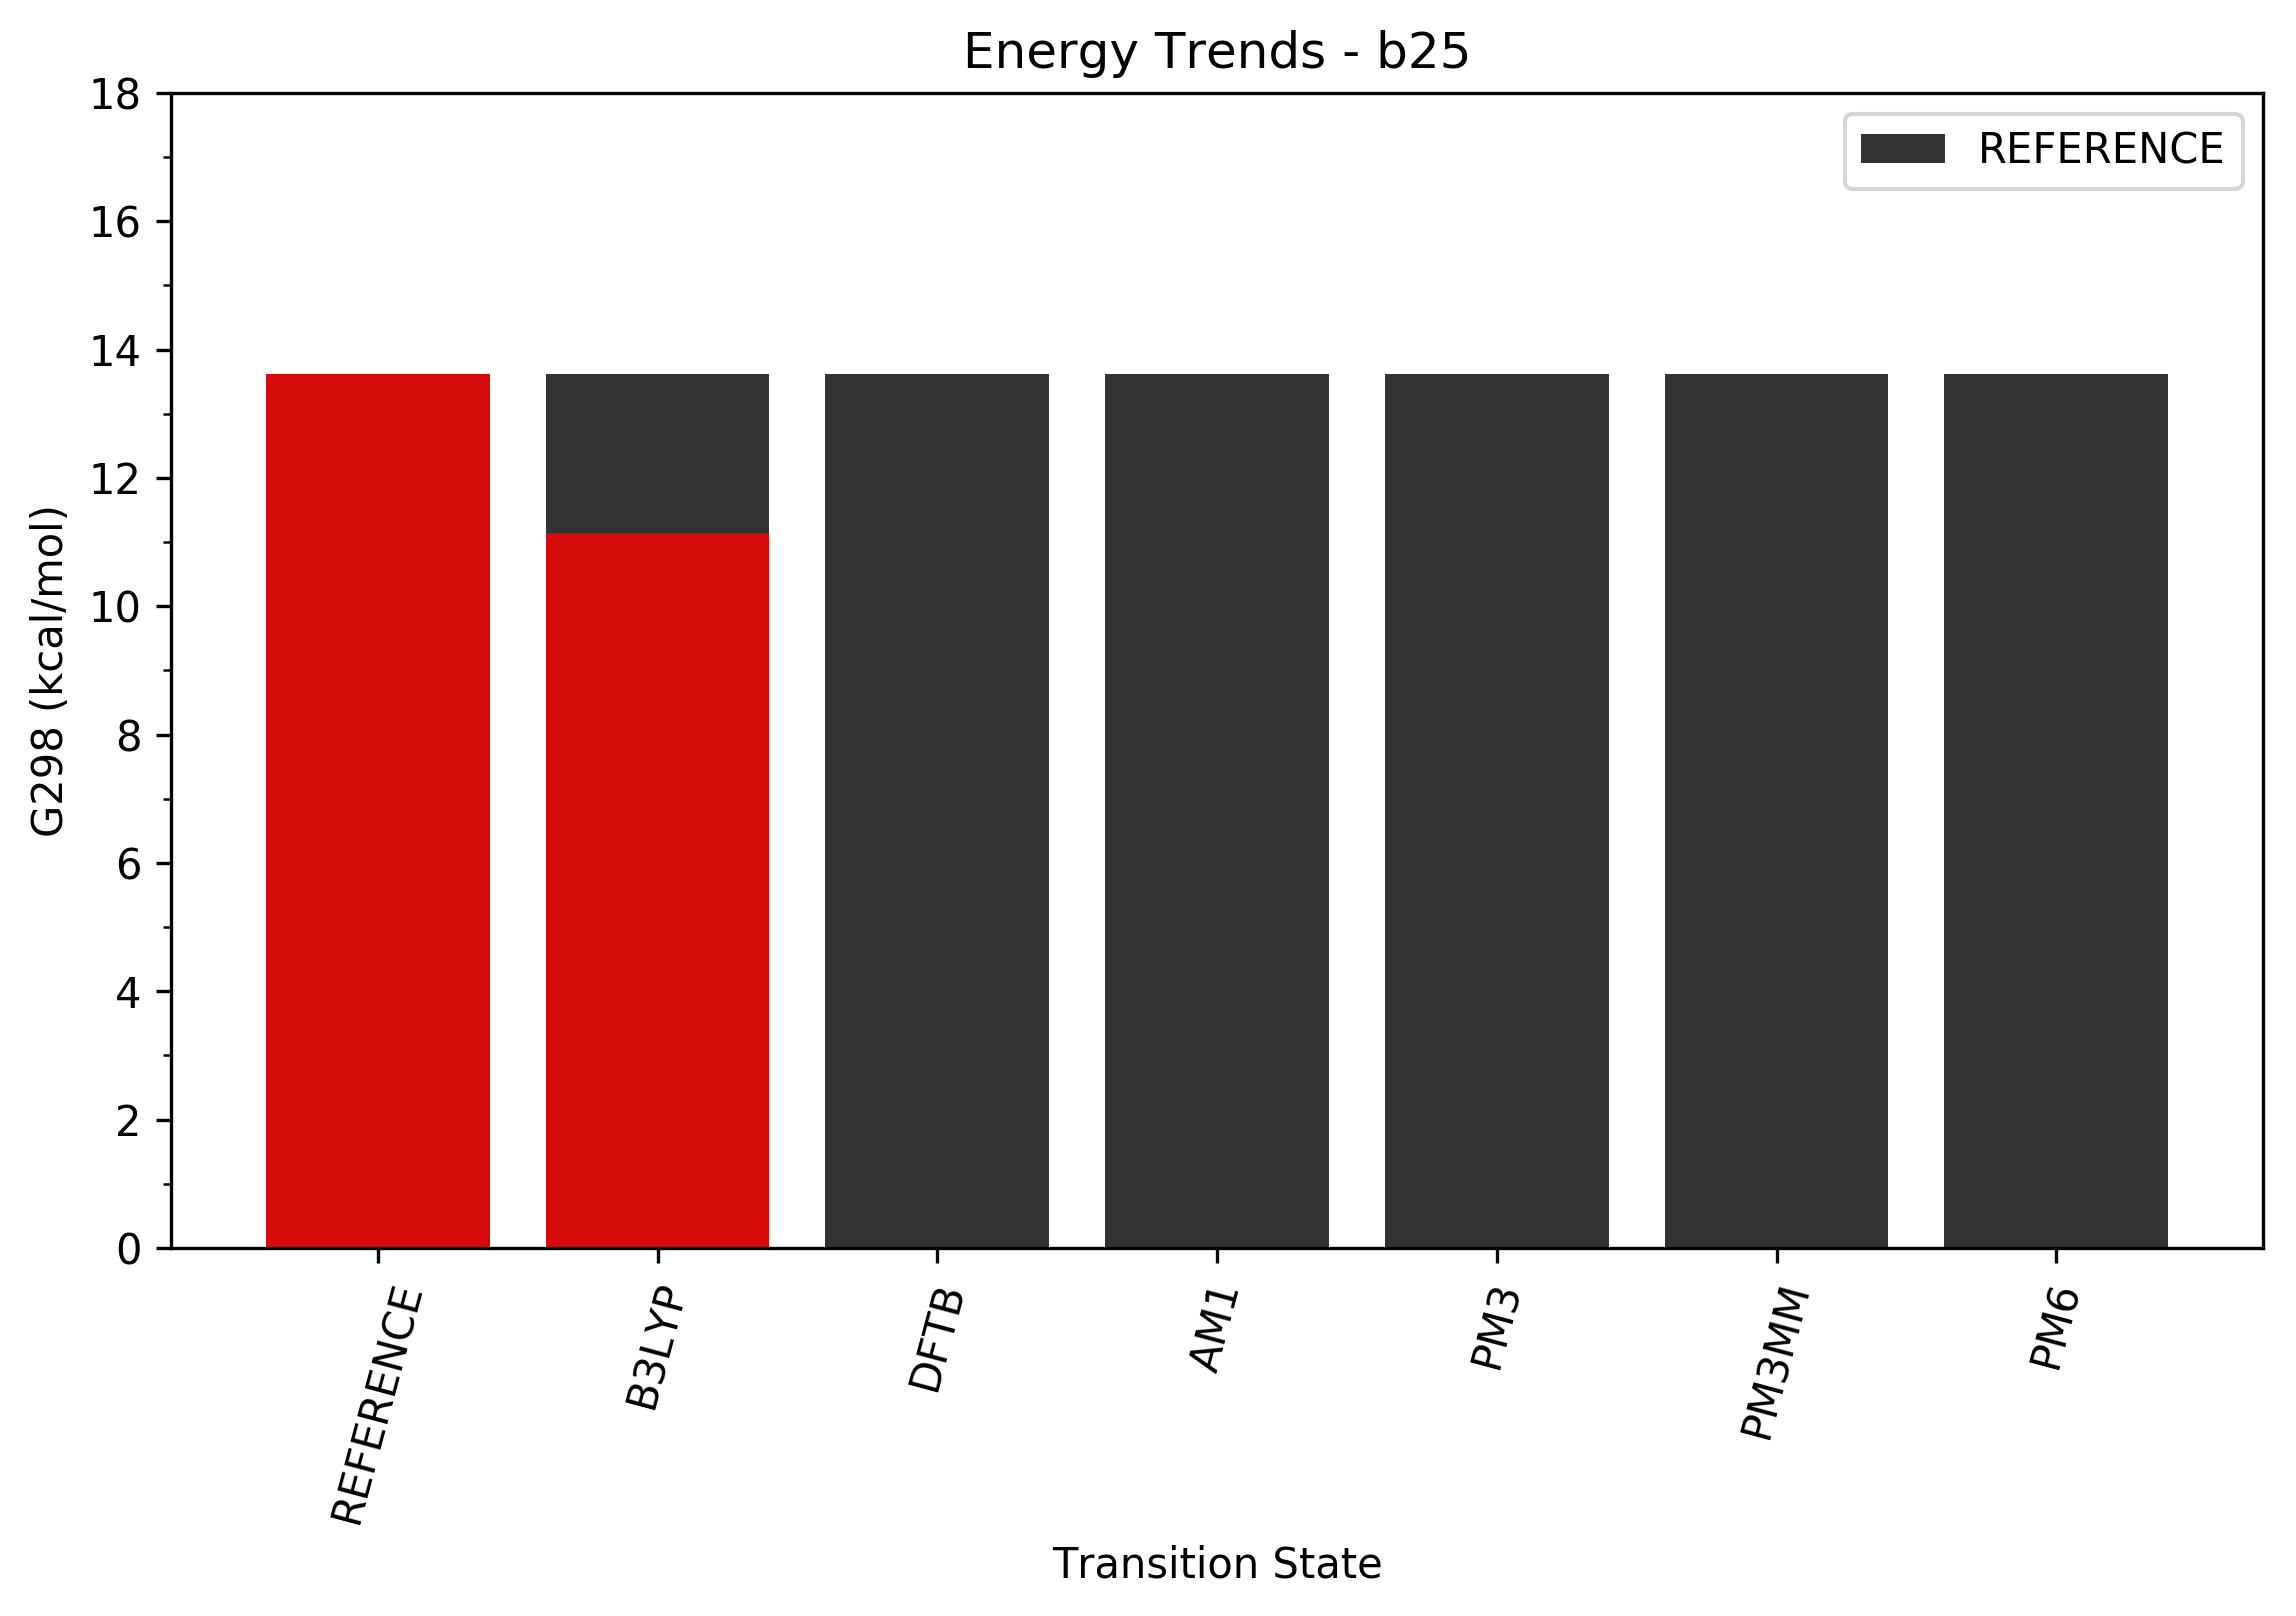 Energy Trends - b25
REFERENCE
18
16
14
12
10
8
6
4
2
0
G298 (kcal/mol)
REFERENCE
B3LYP
DFTB
AM1
PM3
PM3MM
PM6
Transition State